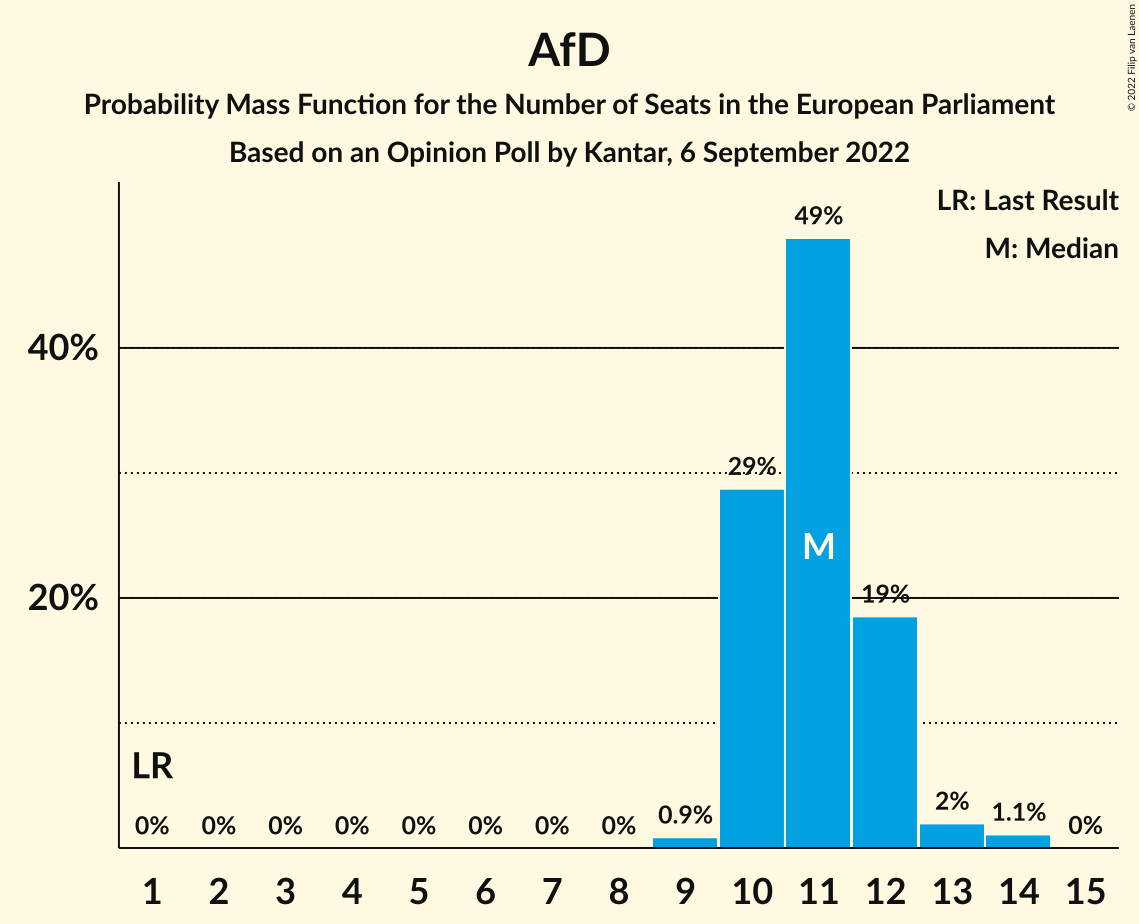 AfD
Probability Mass Function for the Number of Seats in the European Parliament
Based on an Opinion Poll by Kantar, 6 September 2022
© 2022 Filip van Laenen
LR: Last Result
M: Median
49%
40%
29%
M
20%
19%
LR
0% 0% 0% 0% 0% 0% 0% 0% 0.9% 2% 1.1% 0%
1 2 3 4 5 6 7 8 9 10 11 12 13 14 15